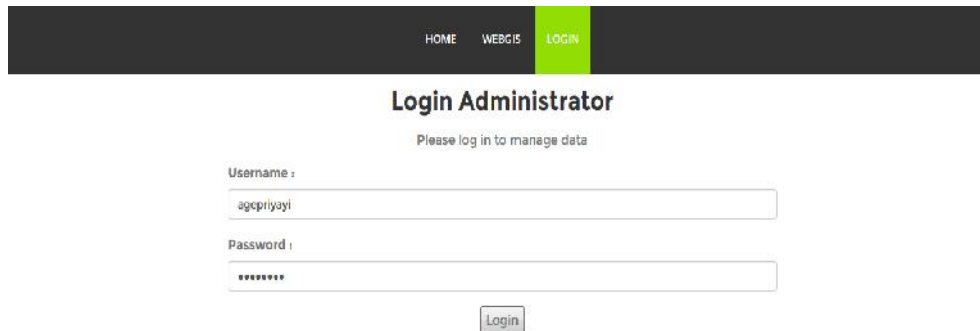 HOME WEBGIS LOGIN
Login Administrator
Please log in to manage data
Username :
agepriyayi
Password :
Login